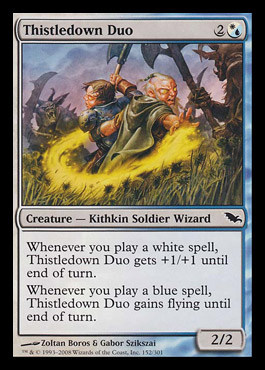 Thistledown Duo 2
Creature — Kithkin Soldier Wizard
Whenever you play a white spell,
Thistledown Duo gets +1/+1 until
end of turn.
Whenever you play a blue spell,
Thistledown Duo gains flying until
end of turn.
2/2
Zoltan Boros & Gabor Szikszai
™ & © 1993–2008 Wizards of the Coast, Inc. 152/301